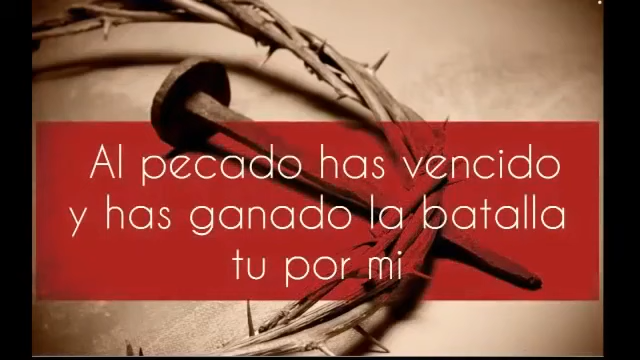 Al pecado has vencido
y has ganado la batalla
tu por mi